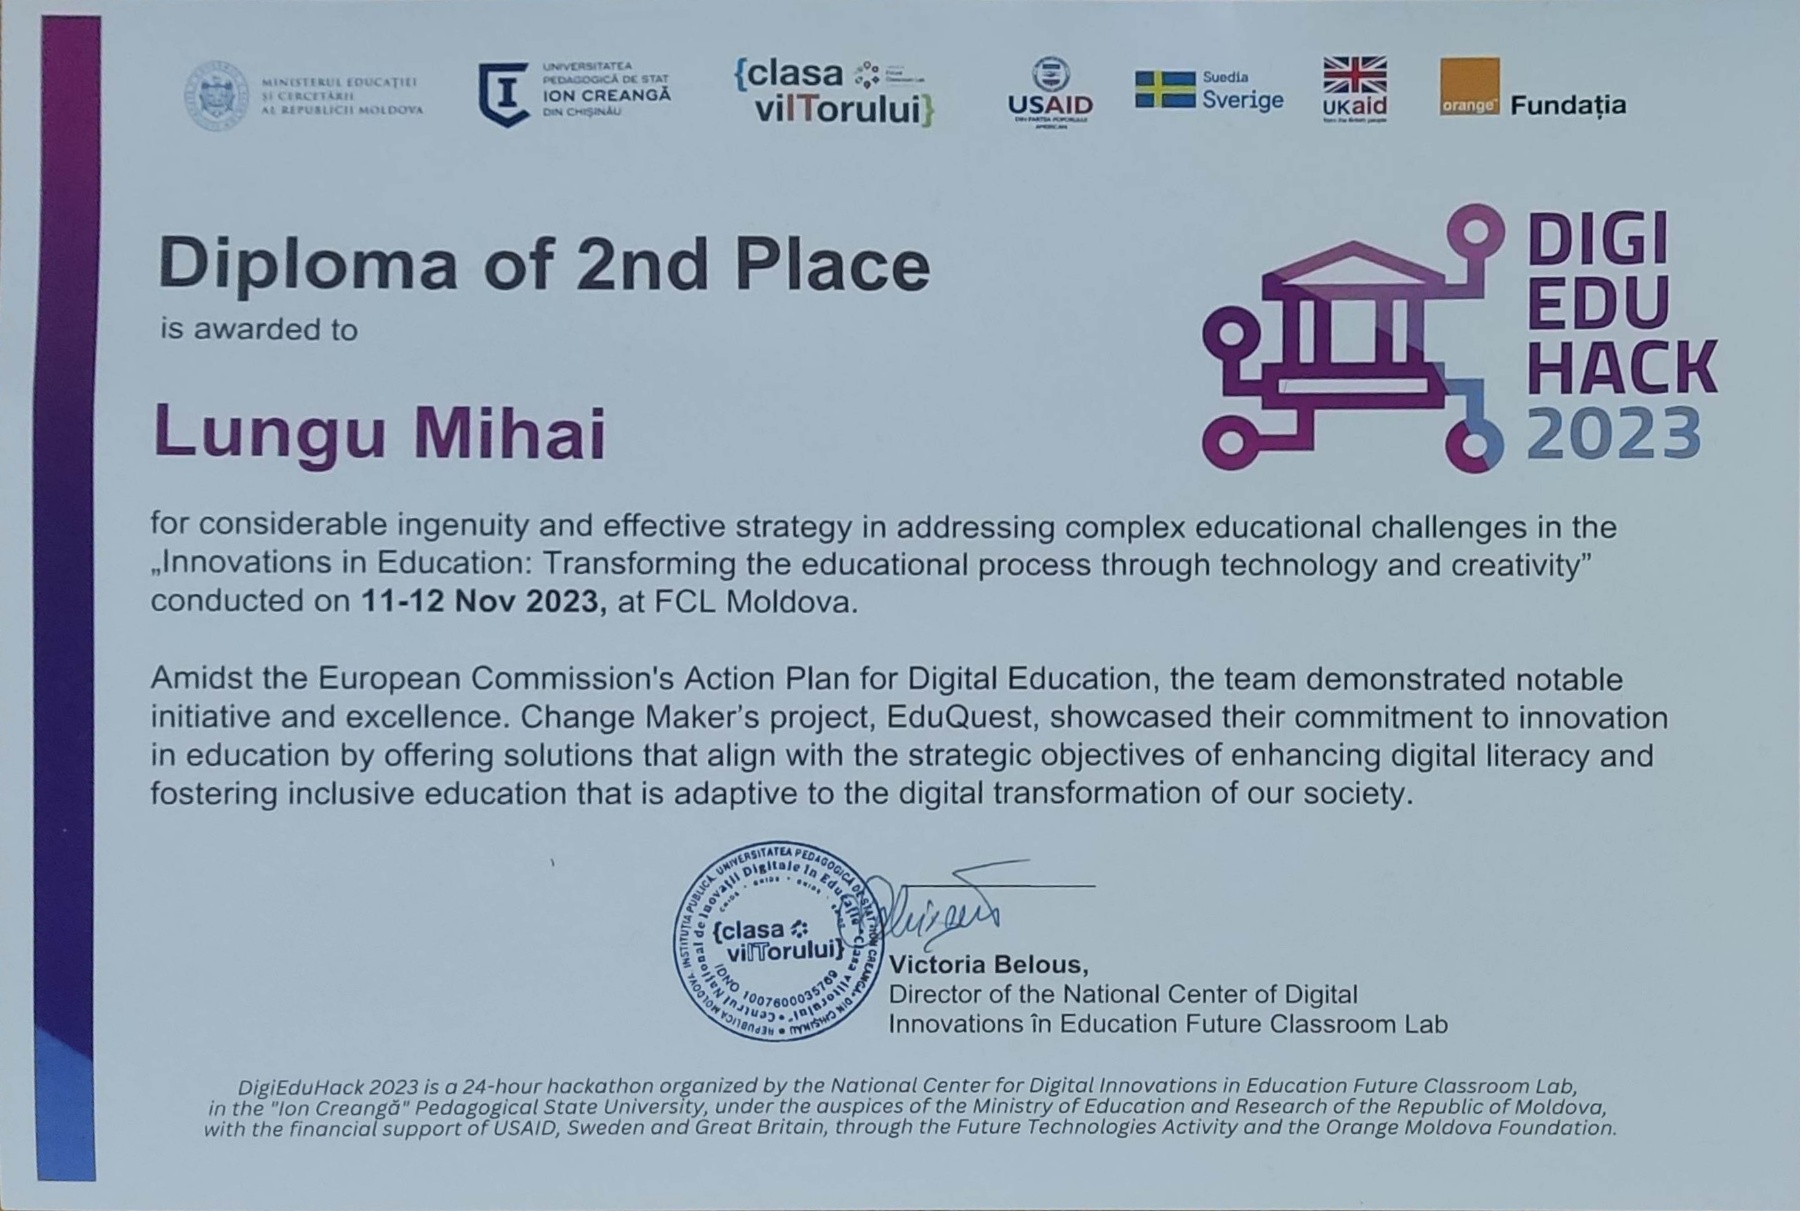 MINISTERUL EDUCAȚIEI
ȘI CERCETĂRII
AL REPUBLICII MOLDOVA
UNIVERSITATEA
PEDAGOGICĂ DE STAT
ION CREANGĂ
DIN CHIȘINĂU
{clasa
viITorului}
USAID
DIN PARTEA POPORULUI
AMERICAN
Suedia
Sverige
UKaid
from the British people
orange™ Fundația
DIGI
EDU
HACK
2023
Diploma of 2nd Place
is awarded to
Lungu Mihai
for considerable ingenuity and effective strategy in addressing complex educational challenges in the
„Innovations in Education: Transforming the educational process through technology and creativity”
conducted on 11-12 Nov 2023, at FCL Moldova.
Amidst the European Commission's Action Plan for Digital Education, the team demonstrated notable
initiative and excellence. Change Maker’s project, EduQuest, showcased their commitment to innovation
in education by offering solutions that align with the strategic objectives of enhancing digital literacy and
fostering inclusive education that is adaptive to the digital transformation of our society.
REPUBLICA MOLDOVA. INSTITUȚIA PUBLICĂ. UNIVERSITATEA PEDAGOGICĂ DE STAT "ION CREANGĂ" DIN CHIȘINĂU
Centrul Național de Inovații Digitale în Educație "Clasa Viitorului"
{clasa
viITorului}
IDNO 1007600035769
Victoria Belous,
Director of the National Center of Digital
Innovations în Education Future Classroom Lab
DigiEduHack 2023 is a 24-hour hackathon organized by the National Center for Digital Innovations in Education Future Classroom Lab,
in the "Ion Creangă" Pedagogical State University, under the auspices of the Ministry of Education and Research of the Republic of Moldova,
with the financial support of USAID, Sweden and Great Britain, through the Future Technologies Activity and the Orange Moldova Foundation.